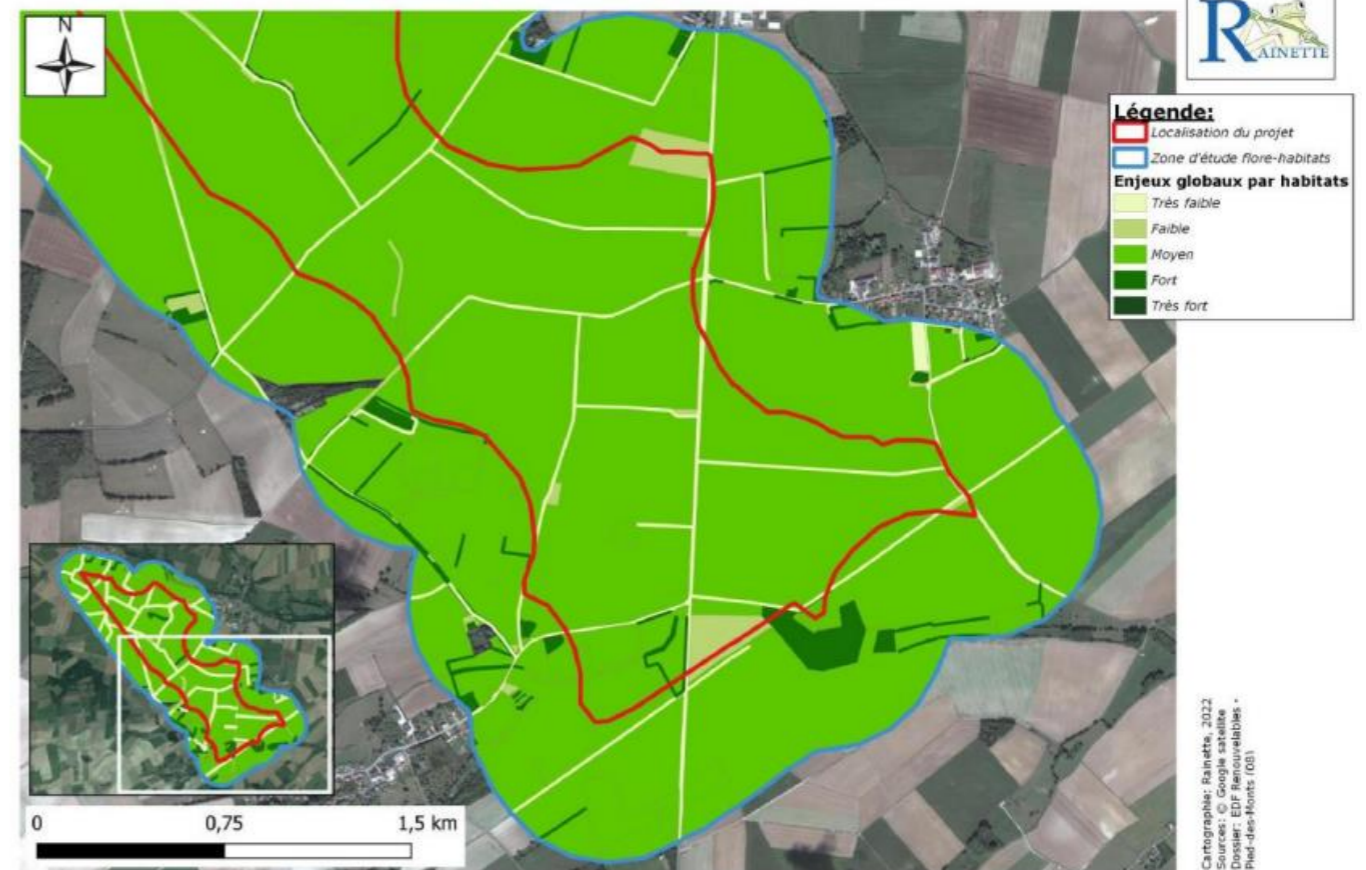 N
RAINETTE
Légende:
Localisation du projet
Zone d'étude flore-habitats
Enjeux globaux par habitats
Très faible
Faible
Moyen
Fort
Très fort
0 0,75 1,5 km
Cartographie: Rainette, 2022
Sources: © Google satellite
Dossier: EDF Renouvelables -
Pied-des-Monts (08)